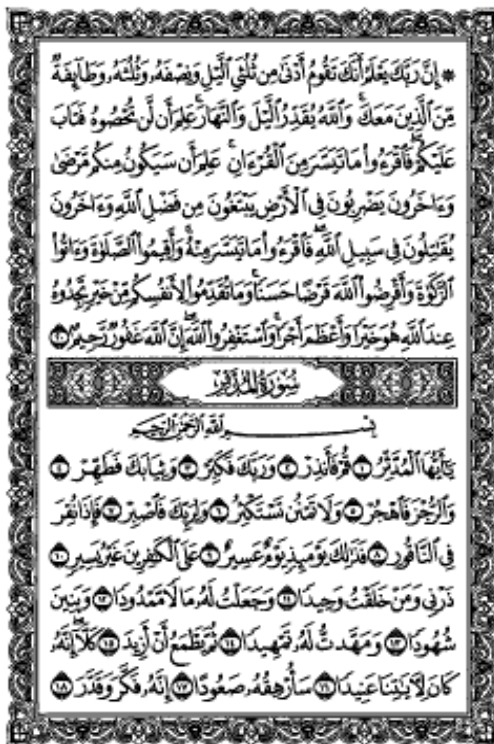 * إِنَّ رَبَّكَ يَعْلَمُ أَنَّكَ تَقُومُ أَدْنَىٰ مِن ثُلُثَيِ ٱلَّيْلِ وَنِصْفَهُۥ وَثُلُثَهُۥ وَطَآئِفَةٌ
مِّنَ ٱلَّذِينَ مَعَكَ ۚ وَٱللَّهُ يُقَدِّرُ ٱلَّيْلَ وَٱلنَّهَارَ ۚ عَلِمَ أَن لَّن تُحْصُوهُ فَتَابَ
عَلَيْكُمْ ۖ فَٱقْرَءُوا۟ مَا تَيَسَّرَ مِنَ ٱلْقُرْءَانِ ۚ عَلِمَ أَن سَيَكُونُ مِنكُم مَّرْضَىٰ
وَءَاخَرُونَ يَضْرِبُونَ فِى ٱلْأَرْضِ يَبْتَغُونَ مِن فَضْلِ ٱللَّهِ ۙ وَءَاخَرُونَ
يُقَٰتِلُونَ فِى سَبِيلِ ٱللَّهِ ۖ فَٱقْرَءُوا۟ مَا تَيَسَّرَ مِنْهُ ۚ وَأَقِيمُوا۟ ٱلصَّلَوٰةَ وَءَاتُوا۟
ٱلزَّكَوٰةَ وَأَقْرِضُوا۟ ٱللَّهَ قَرْضًا حَسَنًا ۚ وَمَا تُقَدِّمُوا۟ لِأَنفُسِكُم مِّنْ خَيْرٍ تَجِدُوهُ
عِندَ ٱللَّهِ هُوَ خَيْرًا وَأَعْظَمَ أَجْرًا ۚ وَٱسْتَغْفِرُوا۟ ٱللَّهَ ۖ إِنَّ ٱللَّهَ غَفُورٌ رَّحِيمٌۢ ٢٠
سُورَةُ المُدَّثِّرِ
بِسْمِ ٱللَّهِ ٱلرَّحْمَٰنِ ٱلرَّحِيمِ
يَٰٓأَيُّهَا ٱلْمُدَّثِّرُ ١ قُمْ فَأَنذِرْ ٢ وَرَبَّكَ فَكَبِّرْ ٣ وَثِيَابَكَ فَطَهِّرْ ٤
وَٱلرُّجْزَ فَٱهْجُرْ ٥ وَلَا تَمْنُن تَسْتَكْثِرُ ٦ وَلِرَبِّكَ فَٱصْبِرْ ٧ فَإِذَا نُقِرَ
فِى ٱلنَّاقُورِ ٨ فَذَٰلِكَ يَوْمَئِذٍ يَوْمٌ عَسِيرٌ ٩ عَلَى ٱلْكَٰفِرِينَ غَيْرُ يَسِيرٍ ١٠
ذَرْنِى وَمَنْ خَلَقْتُ وَحِيدًا ١١ وَجَعَلْتُ لَهُۥ مَالًا مَّمْدُودًا ١٢ وَبَنِينَ
شُهُودًا ١٣ وَمَهَّدتُّ لَهُۥ تَمْهِيدًا ١٤ ثُمَّ يَطْمَعُ أَنْ أَزِيدَ ١٥ كَلَّآ ۖ إِنَّهُۥ
كَانَ لِـَٔايَٰتِنَا عَنِيدًا ١٦ سَأُرْهِقُهُۥ صَعُودًا ١٧ إِنَّهُۥ فَكَّرَ وَقَدَّرَ ١٨